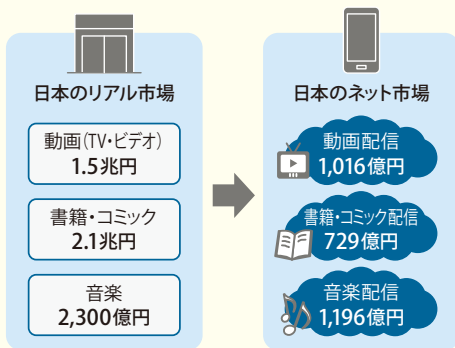 日本のリアル市場
動画(TV・ビデオ)
1.5兆円
書籍・コミック
2.1兆円
音楽
2,300億円
日本のネット市場
動画配信
1,016億円
書籍・コミック配信
729億円
音楽配信
1,196億円